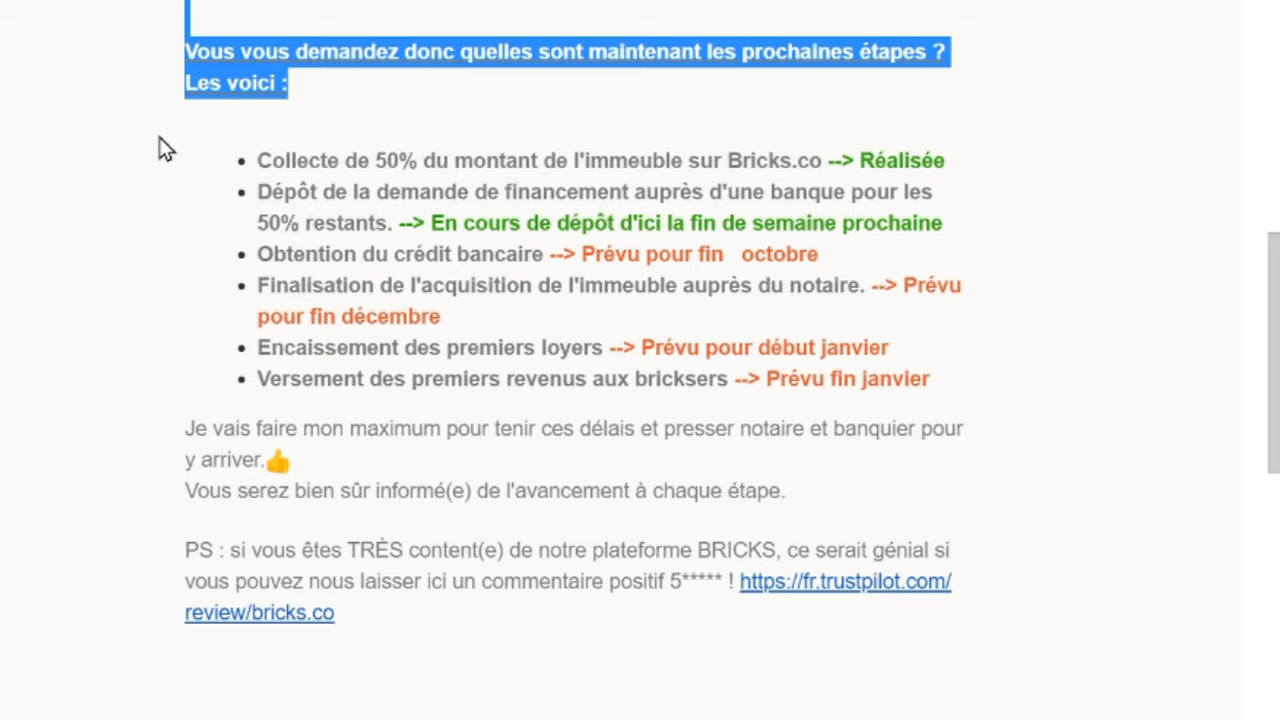 Vous vous demandez donc quelles sont maintenant les prochaines étapes ?
Les voici :
• Collecte de 50% du montant de l'immeuble sur Bricks.co --> Réalisée
• Dépôt de la demande de financement auprès d'une banque pour les
50% restants. --> En cours de dépôt d'ici la fin de semaine prochaine
• Obtention du crédit bancaire --> Prévu pour fin octobre
• Finalisation de l'acquisition de l'immeuble auprès du notaire. --> Prévu
pour fin décembre
• Encaissement des premiers loyers --> Prévu pour début janvier
• Versement des premiers revenus aux bricksers --> Prévu fin janvier
Je vais faire mon maximum pour tenir ces délais et presser notaire et banquier pour
y arriver.👍
Vous serez bien sûr informé(e) de l'avancement à chaque étape.
PS : si vous êtes TRÈS content(e) de notre plateforme BRICKS, ce serait génial si
vous pouvez nous laisser ici un commentaire positif 5***** ! https://fr.trustpilot.com/
review/bricks.co